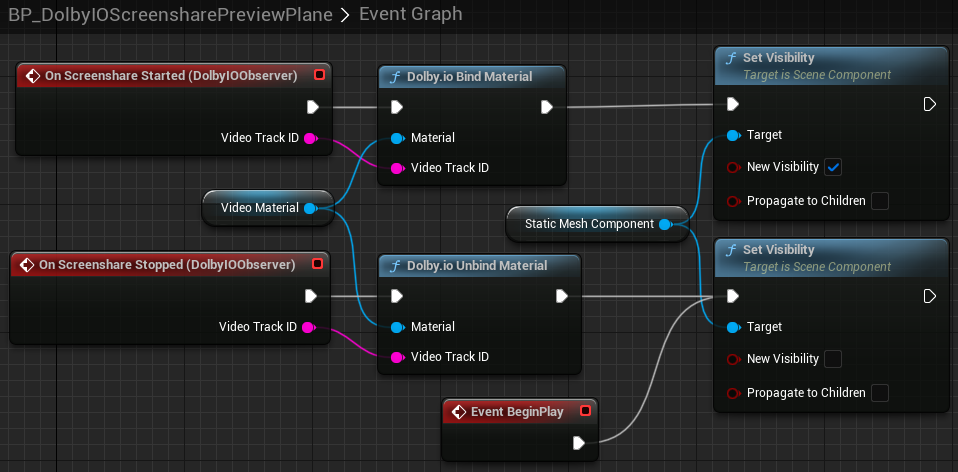 BP_DolbyIOScreensharePreviewPlane > Event Graph
On Screenshare Started (DolbyIOObserver)
Video Track ID
Dolby.io Bind Material
Material
Video Track ID
Set Visibility
Target is Scene Component
Target
New Visibility
Propagate to Children
Video Material
Static Mesh Component
On Screenshare Stopped (DolbyIOObserver)
Video Track ID
Dolby.io Unbind Material
Material
Video Track ID
Set Visibility
Target is Scene Component
Target
New Visibility
Propagate to Children
Event BeginPlay